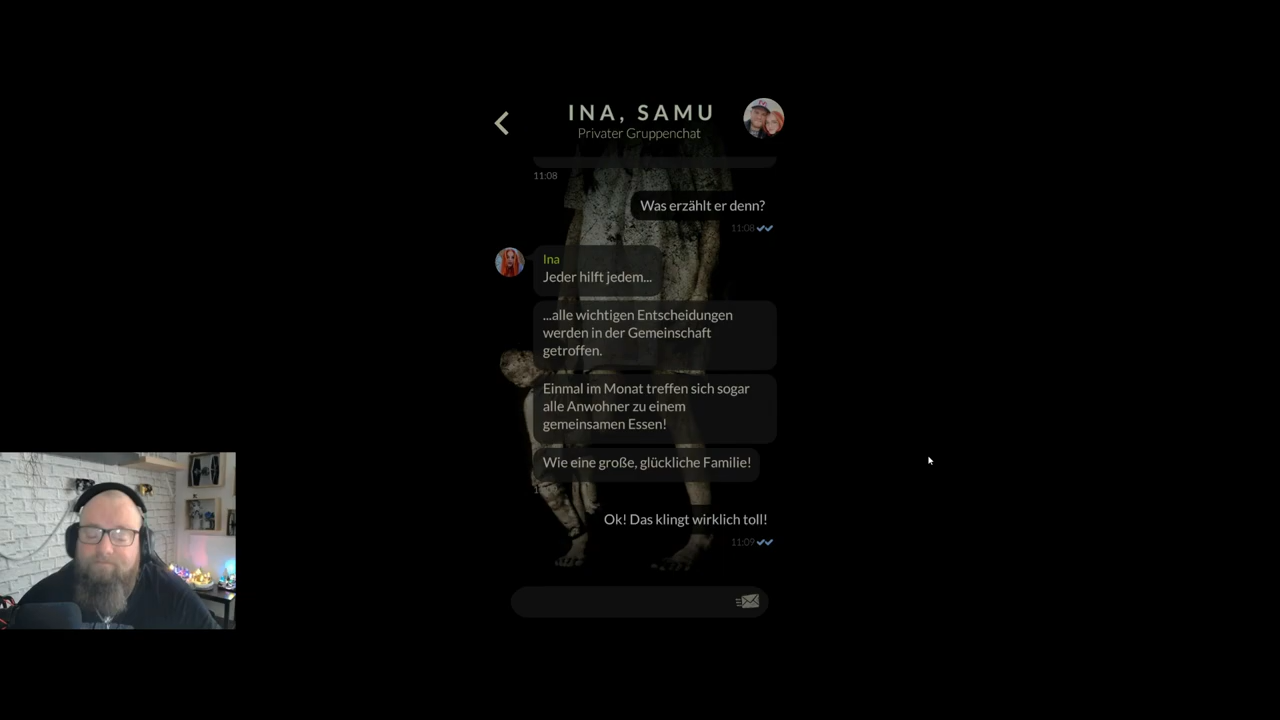 INA, SAMU
Privater Gruppenchat
11:08
Was erzählt er denn?
11:08
Ina
Jeder hilft jedem...
...alle wichtigen Entscheidungen
werden in der Gemeinschaft
getroffen.
Einmal im Monat treffen sich sogar
alle Anwohner zu einem
gemeinsamen Essen!
Wie eine große, glückliche Familie!
Ok! Das klingt wirklich toll!
11:09